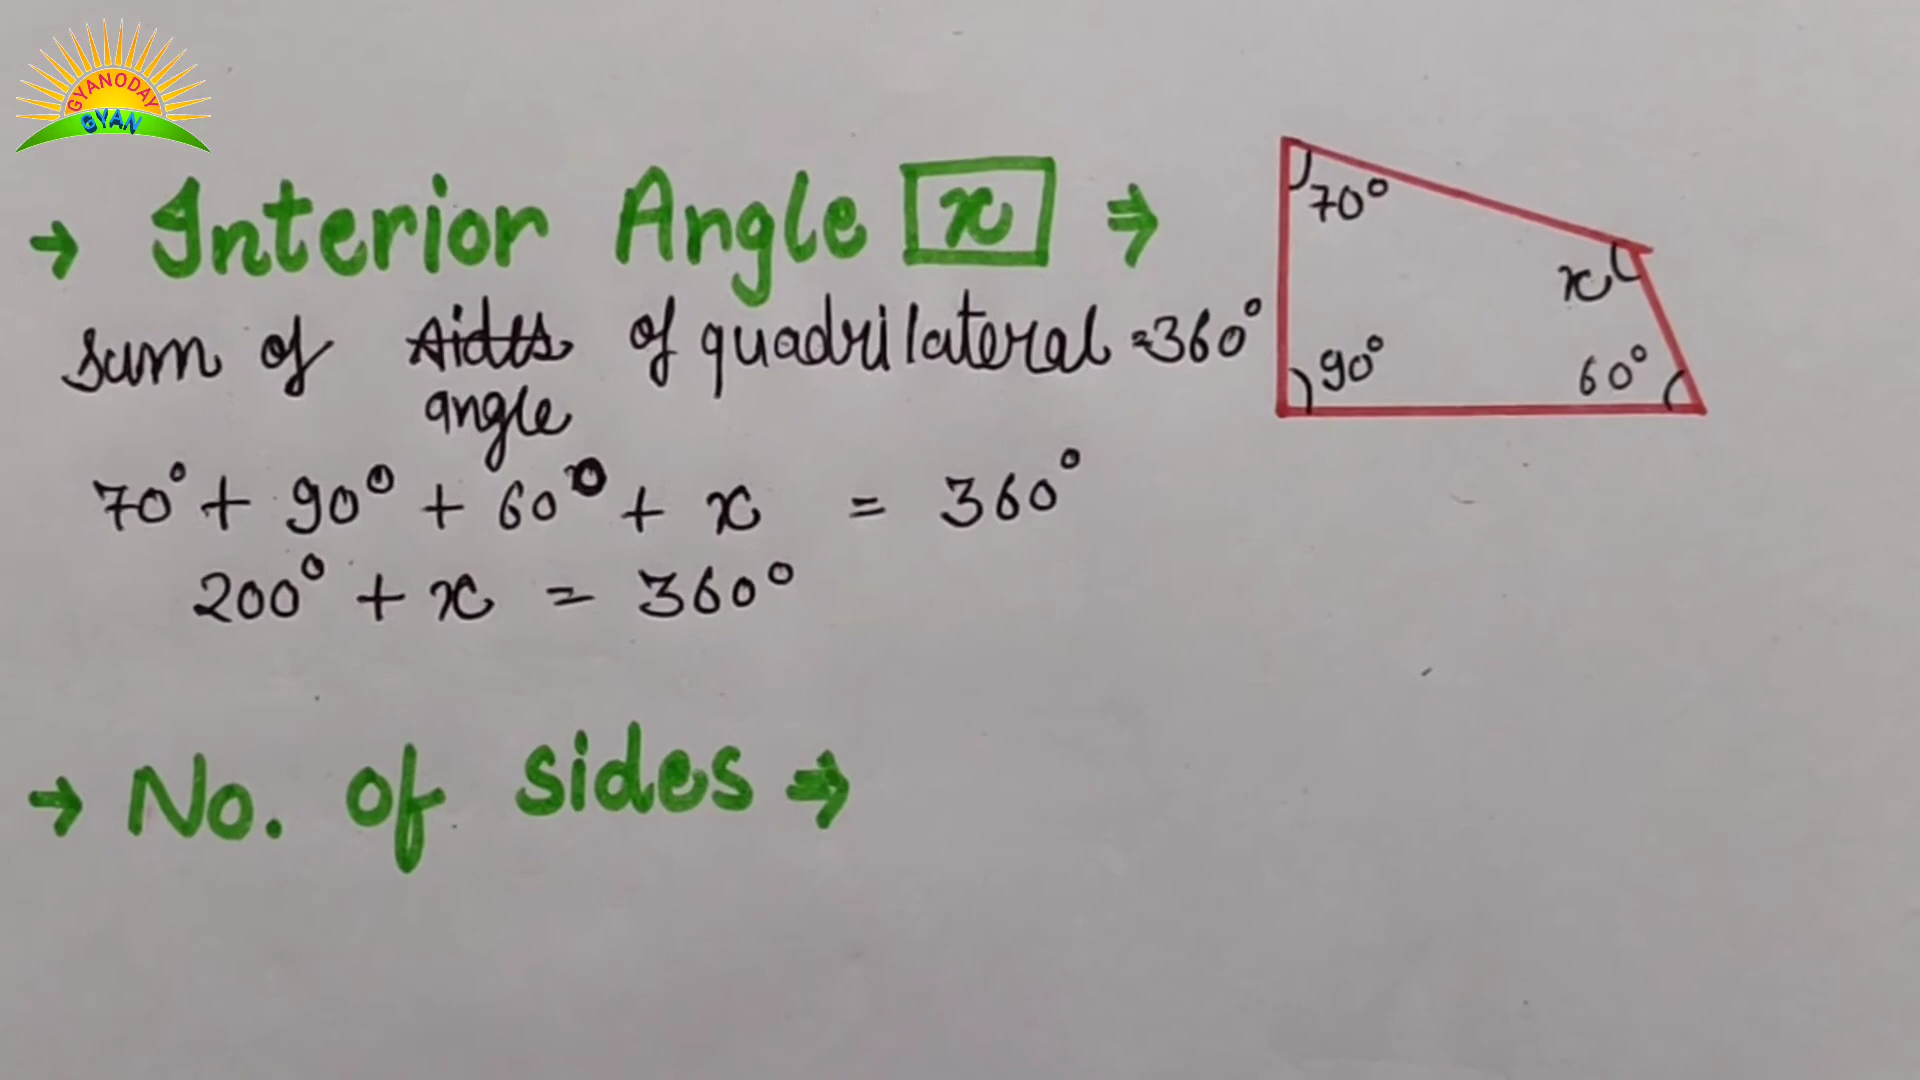 GYANODAY
GYAN
→ Interior Angle x ⇒
70°
x
sum of sides of quadrilateral = 360°
angle
90°
60°
70° + 90° + 60° + x = 360°
200° + x = 360°
→ No. of sides ⇒